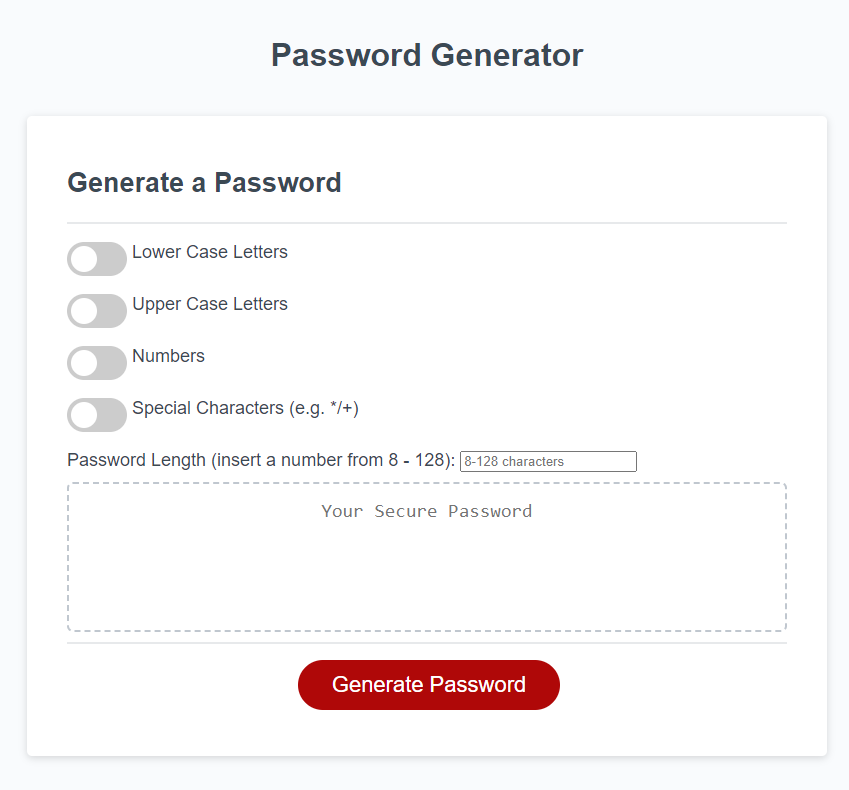 Password Generator
Generate a Password
Lower Case Letters
Upper Case Letters
Numbers
Special Characters (e.g. */+)
Password Length (insert a number from 8 - 128): 8-128 characters
Your Secure Password
Generate Password